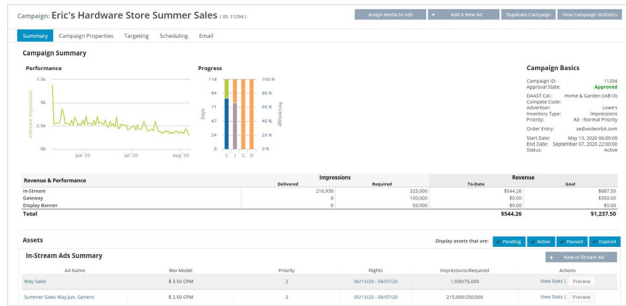 Campaign: Eric's Hardware Store Summer Sales ( ID: 11294 )
Assign Media to Ads
+ Add A New Ad
Duplicate Campaign
View Campaign Statistics
Summary Campaign Properties Targeting Scheduling Email
Campaign Summary
Performance
7.5k
5k
2.5k
0k
Jun '20 Jul '20 Aug '20
Progress
Days
118
94
71
47
24
0
100 %
80 %
60 %
40 %
20 %
0 %
Percentage
C I G D
Campaign Basics
Campaign ID: 11294
Approval State: Approved
DAAST Cat.: Home & Garden (IAB10)
Compete Code:
Advertiser: Lowe's
Inventory Type: Impressions
Priority: Ad - Normal Priority
Order Entry: se@wideorbit.com
Start Date: May 13, 2020 06:00:00
End Date: September 07, 2020 22:00:00
Status: Active
Revenue & Performance Impressions Revenue
Delivered Required To-Date Goal
In-Stream 216,930 325,000 $544.26 $887.50
Gateway 0 100,000 $0.00 $350.00
Display Banner 0 50,000 $0.00 $0.00
Total $544.26 $1,237.50
Assets
Display assets that are: Pending Active Paused Expired
In-Stream Ads Summary
+ New In-Stream Ad
Ad Name Rev Model Priority Flights Impressions/Required Actions
May Sales $ 3.50 CPM 2 05/13/20 - 09/07/20 1,930/75,000 View Stats | Preview
Summer Sales May-Jun. Generic $ 2.50 CPM 2 05/13/20 - 09/07/20 215,000/250,000 View Stats | Preview